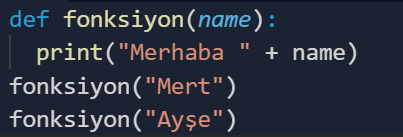 def fonksiyon(name):
  print("Merhaba " + name)
fonksiyon("Mert")
fonksiyon("Ayşe")